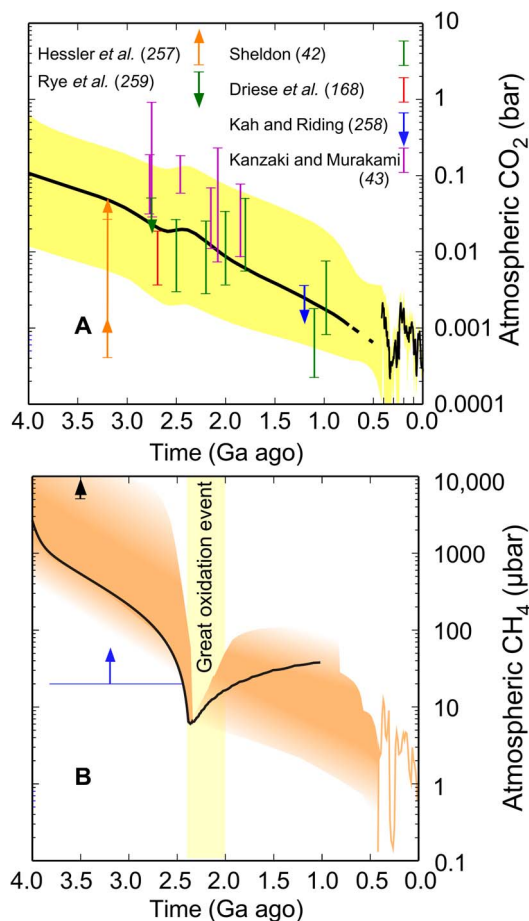 Hessler et al. (257)
Rye et al. (259)
Sheldon (42)
Driese et al. (168)
Kah and Riding (258)
Kanzaki and Murakami
(43)
10
1
0.1
0.01
0.001
0.0001
Atmospheric CO2 (bar)
A
4.0 3.5 3.0 2.5 2.0 1.5 1.0 0.5 0.0
Time (Ga ago)
10,000
1000
100
10
1
0.1
Atmospheric CH4 (µbar)
Great oxidation event
B
4.0 3.5 3.0 2.5 2.0 1.5 1.0 0.5 0.0
Time (Ga ago)